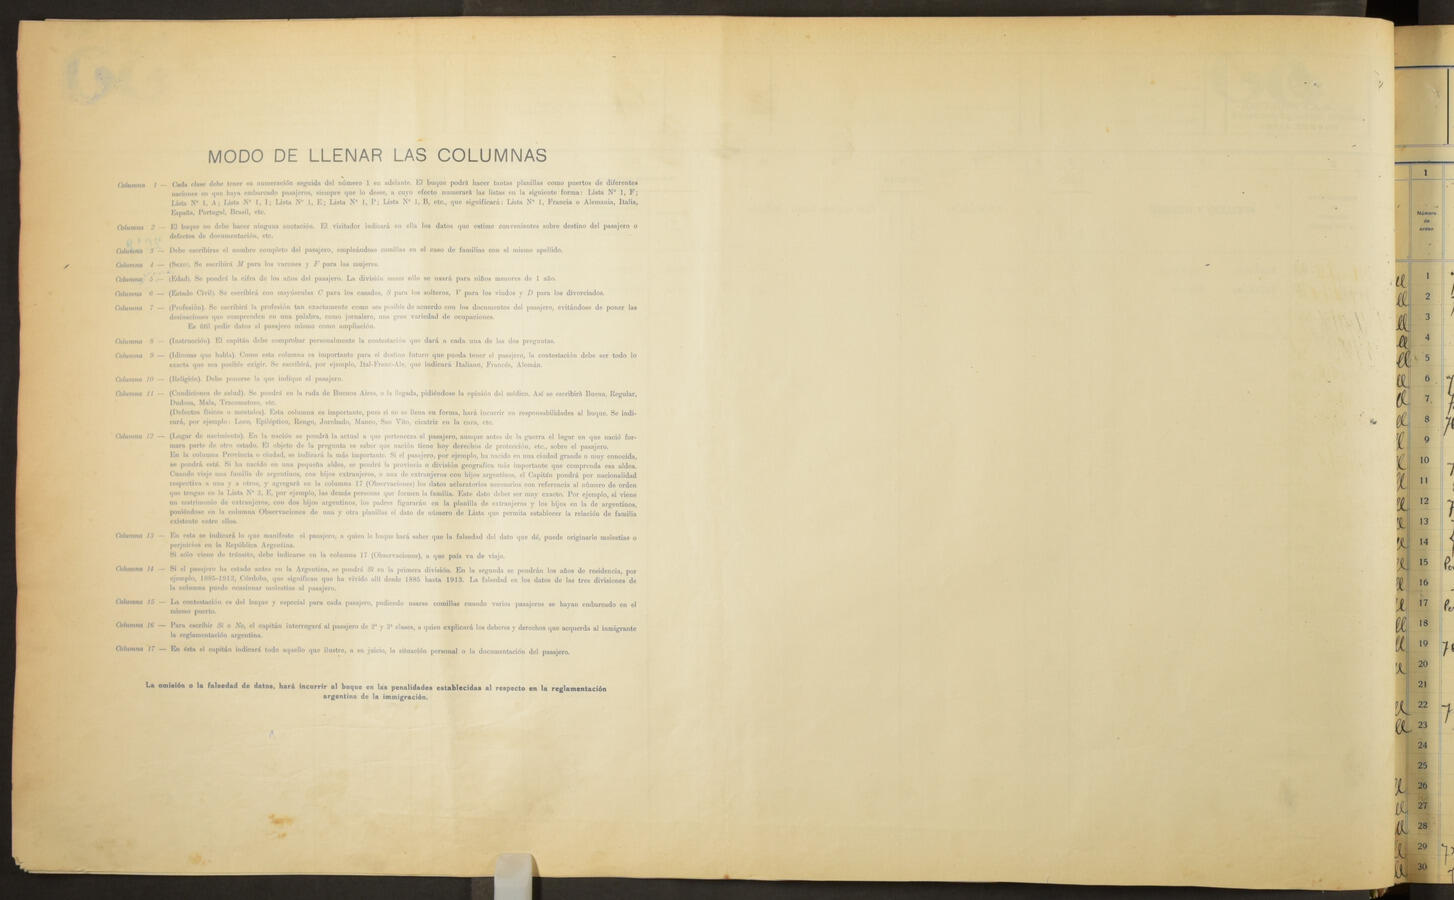 MODO DE LLENAR LAS COLUMNAS
Columna 1 — Cada clase debe tener su numeración seguida del número 1 en adelante. El buque podrá hacer tantas planillas como puertos de diferentes
naciones en que haya embarcado pasajeros, siempre que lo desee, a cuyo efecto numerará las listas en la siguiente forma: Lista Nº 1, F;
Lista Nº 1, A; Lista Nº 1, I; Lista Nº 1, E; Lista Nº 1, P; Lista Nº 1, B, etc., que significará: Lista Nº 1, Francia o Alemania, Italia,
España, Portugal, Brasil, etc.
Columna 2 — El buque no debe hacer ninguna anotación. El visitador indicará en ella los datos que estime convenientes sobre destino del pasajero o
defectos de documentación, etc.
Columna 3 — Debe escribirse el nombre completo del pasajero, empleándose comillas en el caso de familias con el mismo apellido.
Columna 4 — (Sexo). Se escribirá M para los varones y F para las mujeres.
Columna 5 — (Edad). Se pondrá la cifra de los años del pasajero. La división meses sólo se usará para niños menores de 1 año.
Columna 6 — (Estado Civil). Se escribirá con mayúsculas C para los casados, S para los solteros, V para los viudos y D para los divorciados.
Columna 7 — (Profesión). Se escribirá la profesión tan exactamente como sea posible de acuerdo con los documentos del pasajero, evitándose de poner las
designaciones que comprenden en una palabra, como jornalero, una gran variedad de ocupaciones.
Es útil pedir datos al pasajero mismo como ampliación.
Columna 8 — (Instrucción). El capitán debe comprobar personalmente la contestación que dará a cada una de las dos preguntas.
Columna 9 — (Idiomas que habla). Como esta columna es importante para el destino futuro que pueda tener el pasajero, la contestación debe ser todo lo
exacta que sea posible exigir. Se escribirá, por ejemplo, Ital-Franc-Ale, que indicará Italiano, Francés, Alemán.
Columna 10 — (Religión). Debe ponerse la que indique el pasajero.
Columna 11 — (Condiciones de salud). Se pondrá en la rada de Buenos Aires, a la llegada, pidiéndose la opinión del médico. Así se escribirá Buena, Regular,
Dudosa, Mala, Tracomatoso, etc.
(Defectos físicos o mentales). Esta columna es importante, pues si no se llena en forma, hará incurrir en responsabilidades al buque. Se indi-
cará, por ejemplo: Loco, Epiléptico, Rengo, Jorobado, Manco, San Vito, cicatriz en la cara, etc.
Columna 12 — (Lugar de nacimiento). En la nación se pondrá la actual a que pertenezca el pasajero, aunque antes de la guerra el lugar en que nació for-
mara parte de otro estado. El objeto de la pregunta es saber que nación tiene hoy derechos de protección, etc., sobre el pasajero.
En la columna Provincia o ciudad, se indicará la más importante. Si el pasajero, por ejemplo, ha nacido en una ciudad grande o muy conocida,
se pondrá está. Si ha nacido en una pequeña aldea, se pondrá la provincia o división geografica más importante que comprenda esa aldea.
Cuando viaje una familia de argentinos, con hijos extranjeros, o una de extranjeros con hijos argentinos, el Capitán pondrá por nacionalidad
respectiva a una y a otros, y agregará en la columna 17 (Observaciones) los datos aclaratorios necesarios con referencia al número de orden
que tengan en la Lista Nº 3, E, por ejemplo, las demás personas que formen la familia. Este dato deber ser muy exacto. Por ejemplo, si viene
un matrimonio de extranjeros, con dos hijos argentinos, los padres figurarán en la planilla de extranjeros y los hijos en la de argentinos,
poniéndose en la columna Observaciones de una y otra planillas el dato de número de Lista que permita establecer la relación de familia
existente entre ellos.
Columna 13 — En esta se indicará lo que manifieste el pasajero, a quien le buque hará saber que la falsedad del dato que dé, puede originarle molestias o
perjuicios en la República Argentina.
Si sólo viene de tránsito, debe indicarse en la columna 17 (Observaciones), a que país va de viaje.
Columna 14 — Si el pasajero ha estado antes en la Argentina, se pondrá Sí en la primera división. En la segunda se pondrán los años de residencia, por
ejemplo, 1885-1913, Córdoba, que significan que ha vivido allí desde 1885 hasta 1913. La falsedad en los datos de las tres divisiones de
la columna puede ocasionar molestias al pasajero.
Columna 15 — La contestación es del buque y especial para cada pasajero, pudiendo usarse comillas cuando varios pasajeros se hayan embarcado en el
mismo puerto.
Columna 16 — Para escribir Sí o No, el capitán interrogará al pasajero de 2ª y 3ª clases, a quien explicará los deberes y derechos que acuerda al inmigrante
la reglamentación argentina.
Columna 17 — En ésta el capitán indicará todo aquello que ilustre, a su juicio, la situación personal o la documentación del pasajero.
La omisión o la falsedad de datos, hará incurrir al buque en las penalidades establecidas al respecto en la reglamentación
argentina de la inmigración.
1
Número
de
orden
1
2
3
4
5
6
7
8
9
10
11
12
13
14
15
16
17
18
19
20
21
22
23
24
25
26
27
28
29
30